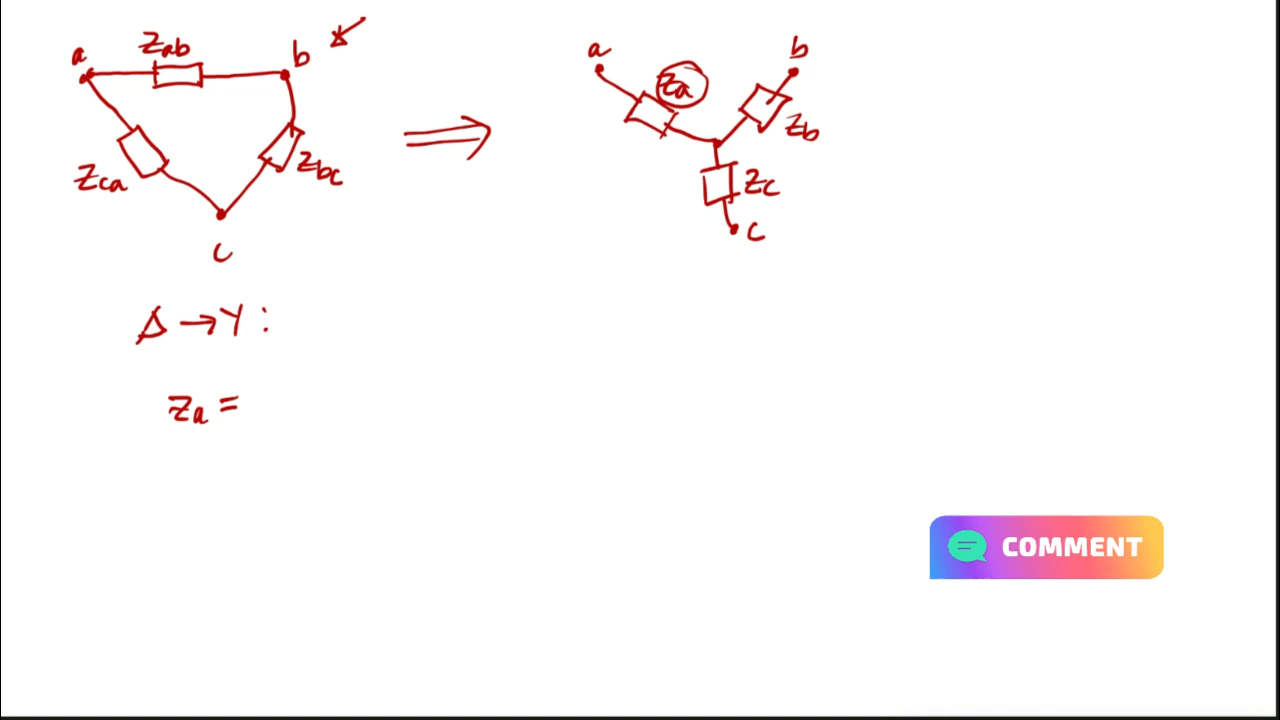 a
Zab
b
Zca
Zbc
c
a
Za
b
Zb
Zc
c
Δ → Y :
Za =
COMMENT